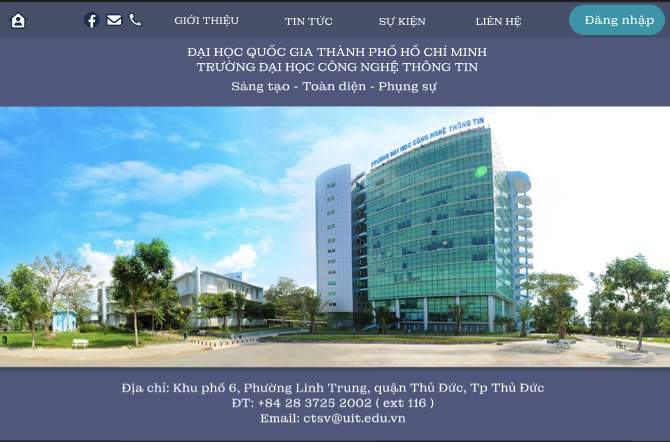 GIỚI THIỆU
TIN TỨC
SỰ KIỆN
LIÊN HỆ
Đăng nhập
ĐẠI HỌC QUỐC GIA THÀNH PHỐ HỒ CHÍ MINH
TRƯỜNG ĐẠI HỌC CÔNG NGHỆ THÔNG TIN
Sáng tạo - Toàn diện - Phụng sự
TRƯỜNG ĐẠI HỌC CÔNG NGHỆ THÔNG TIN
Địa chỉ: Khu phố 6, Phường Linh Trung, quận Thủ Đức, Tp Thủ Đức
ĐT: +84 28 3725 2002 ( ext 116 )
Email: ctsv@uit.edu.vn